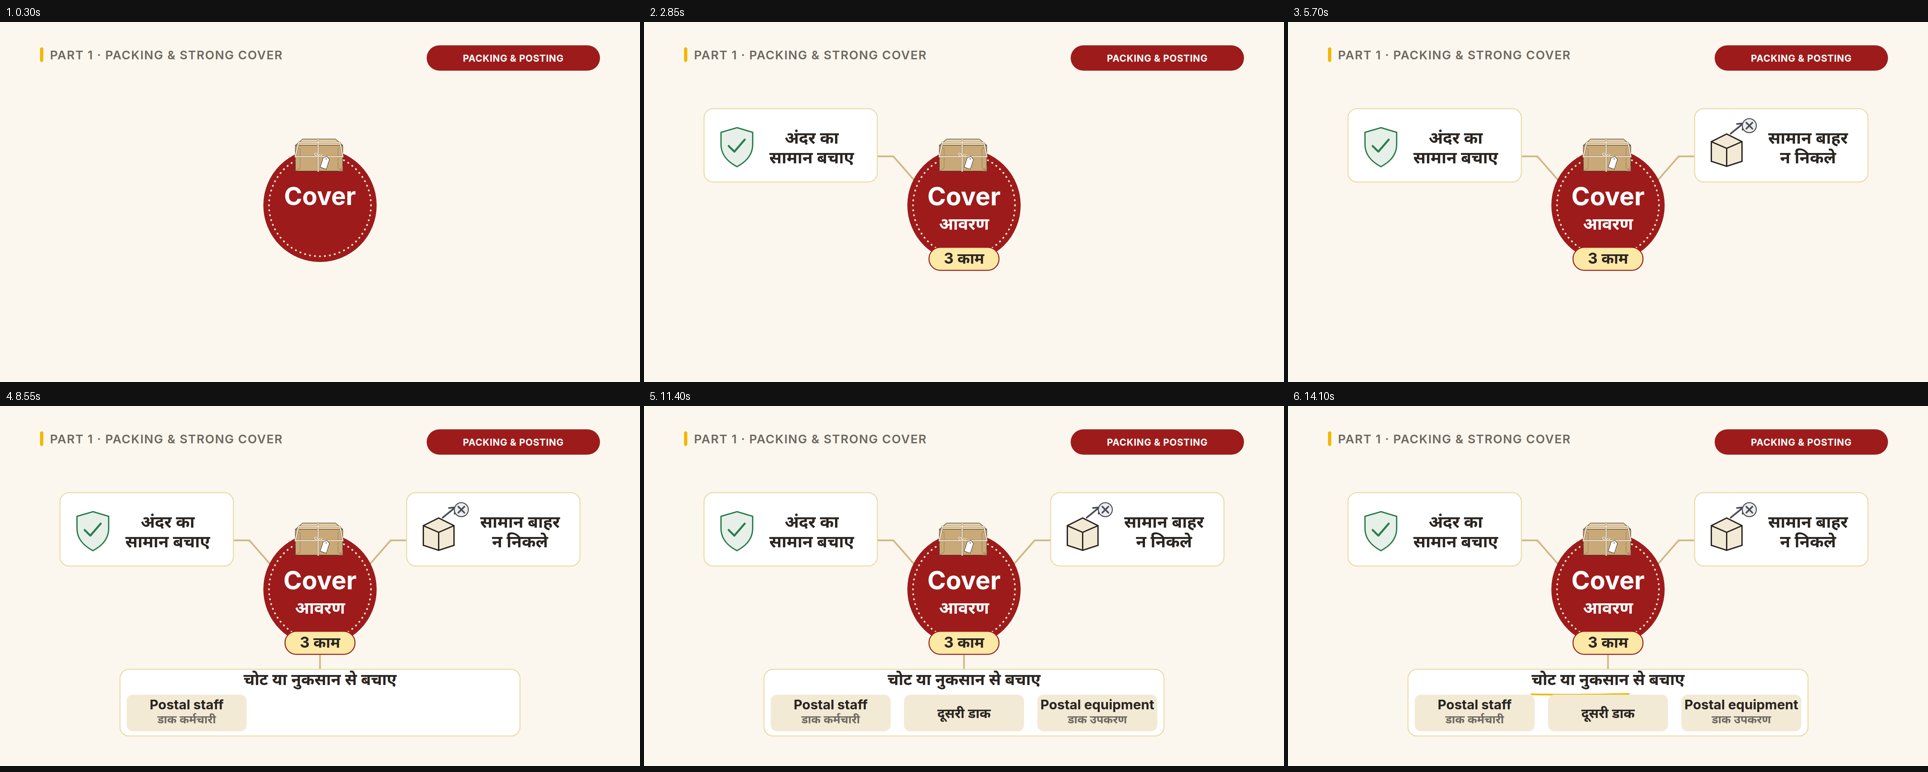 1. 0.30s
PART 1 · PACKING & STRONG COVER
PACKING & POSTING
Cover
2. 2.85s
PART 1 · PACKING & STRONG COVER
PACKING & POSTING
अंदर का
सामान बचाए
Cover
आवरण
3 काम
3. 5.70s
PART 1 · PACKING & STRONG COVER
PACKING & POSTING
अंदर का
सामान बचाए
सामान बाहर
न निकले
Cover
आवरण
3 काम
4. 8.55s
PART 1 · PACKING & STRONG COVER
PACKING & POSTING
अंदर का
सामान बचाए
सामान बाहर
न निकले
Cover
आवरण
3 काम
चोट या नुकसान से बचाए
Postal staff
डाक कर्मचारी
5. 11.40s
PART 1 · PACKING & STRONG COVER
PACKING & POSTING
अंदर का
सामान बचाए
सामान बाहर
न निकले
Cover
आवरण
3 काम
चोट या नुकसान से बचाए
Postal staff
डाक कर्मचारी
दूसरी डाक
Postal equipment
डाक उपकरण
6. 14.10s
PART 1 · PACKING & STRONG COVER
PACKING & POSTING
अंदर का
सामान बचाए
सामान बाहर
न निकले
Cover
आवरण
3 काम
चोट या नुकसान से बचाए
Postal staff
डाक कर्मचारी
दूसरी डाक
Postal equipment
डाक उपकरण